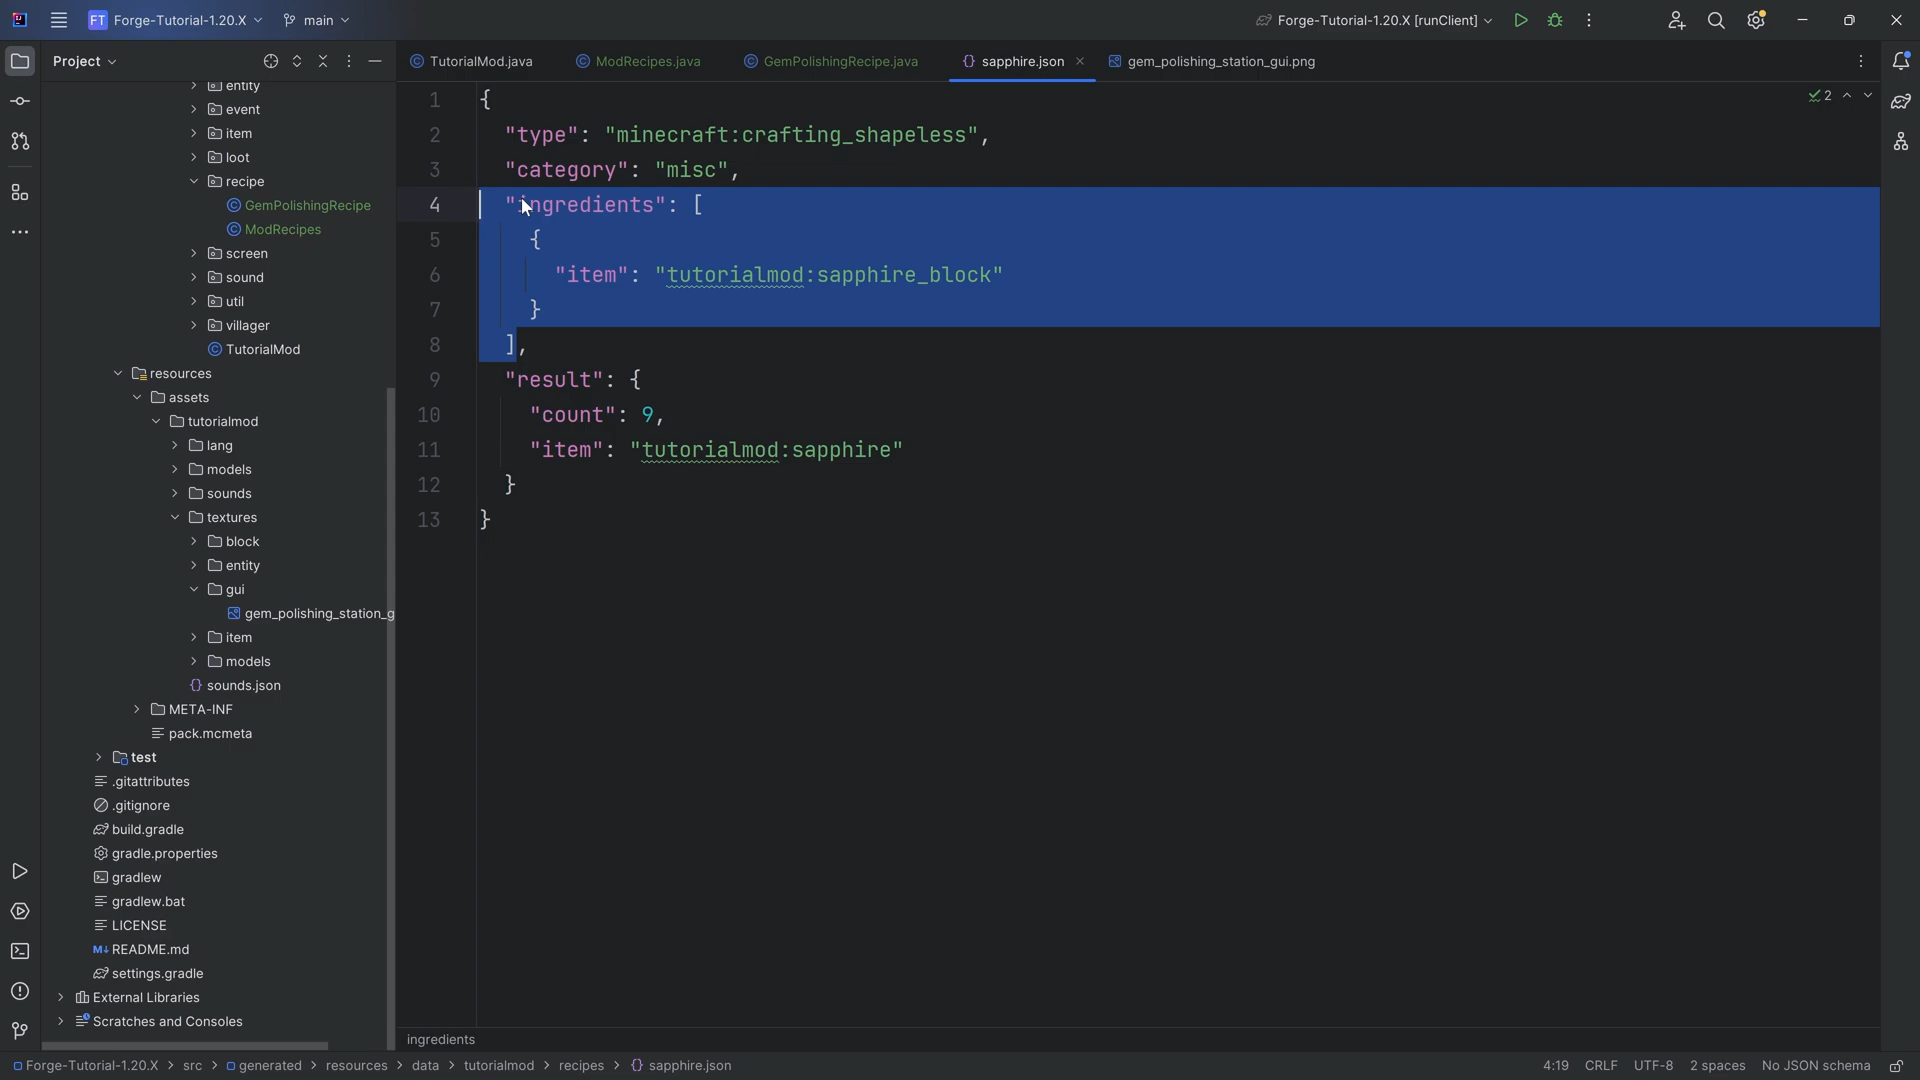 FT Forge-Tutorial-1.20.X main Forge-Tutorial-1.20.X [runClient]
Project
TutorialMod.java ModRecipes.java GemPolishingRecipe.java {} sapphire.json gem_polishing_station_gui.png
entity
event
item
loot
recipe
GemPolishingRecipe
ModRecipes
screen
sound
util
villager
TutorialMod
resources
assets
tutorialmod
lang
models
sounds
textures
block
entity
gui
gem_polishing_station_g
item
models
{} sounds.json
META-INF
pack.mcmeta
test
.gitattributes
.gitignore
build.gradle
gradle.properties
gradlew
gradlew.bat
LICENSE
M↓ README.md
settings.gradle
External Libraries
Scratches and Consoles
2
1 {
2 "type": "minecraft:crafting_shapeless",
3 "category": "misc",
4 "ingredients": [
5 {
6 "item": "tutorialmod:sapphire_block"
7 }
8 ],
9 "result": {
10 "count": 9,
11 "item": "tutorialmod:sapphire"
12 }
13 }
ingredients
Forge-Tutorial-1.20.X > src > generated > resources > data > tutorialmod > recipes > {} sapphire.json
4:19 CRLF UTF-8 2 spaces No JSON schema